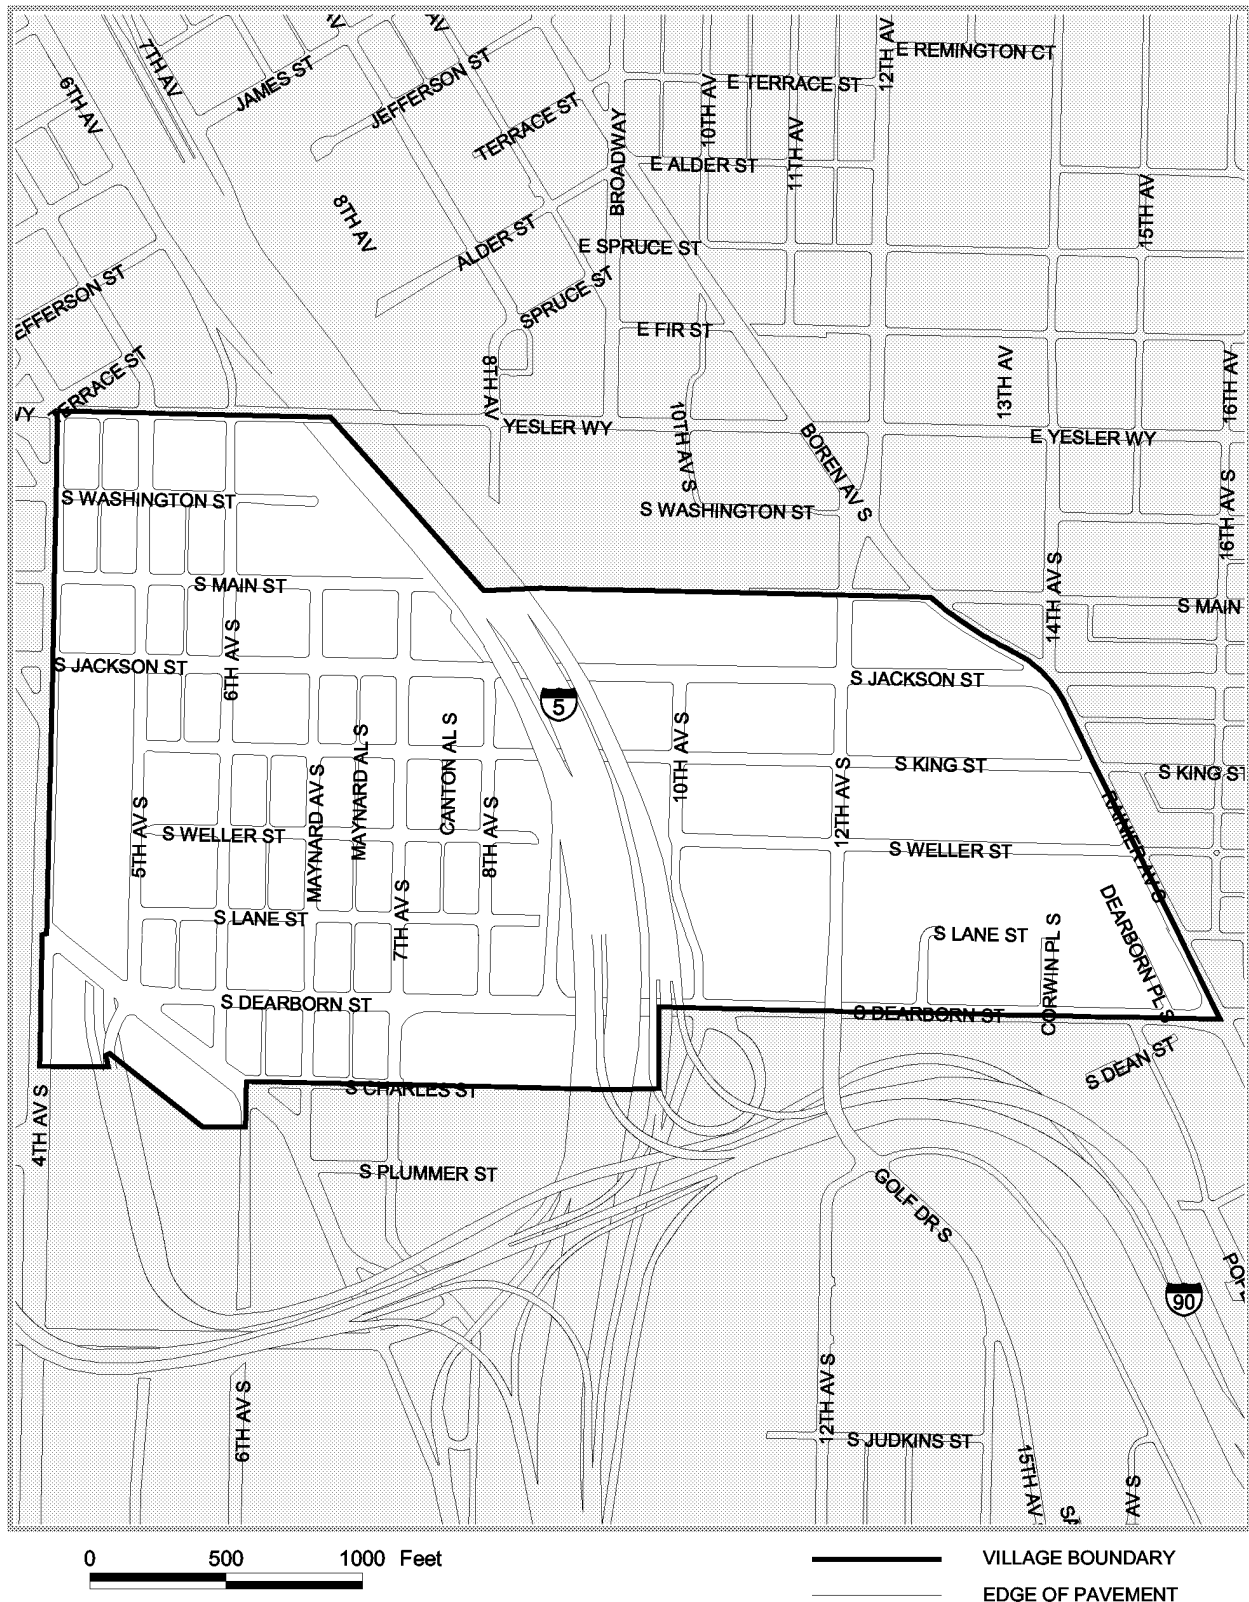 6TH AV
7TH AV
AV
AV
JAMES ST
JEFFERSON ST
TERRACE ST
BROADWAY
10TH AV
E TERRACE ST
12TH AV
E REMINGTON CT
11TH AV
E ALDER ST
15TH AV
8TH AV
ALDER ST
E SPRUCE ST
SPRUCE ST
EFFERSON ST
E FIR ST
TERRACE ST
8TH AV
13TH AV
16TH AV
WY
YESLER WY
10TH AV S
BOREN AV S
E YESLER WY
S WASHINGTON ST
S WASHINGTON ST
16TH AV S
S MAIN ST
14TH AV S
S MAIN
S JACKSON ST
6TH AV S
S JACKSON ST
5
MAYNARD AL S
CANTON AL S
10TH AV S
12TH AV S
S KING ST
S KING ST
5TH AV S
S WELLER ST
MAYNARD AV S
8TH AV S
S WELLER ST
RAINIER AV S
S LANE ST
7TH AV S
S LANE ST
CORWIN PL S
DEARBORN PL S
S DEARBORN ST
S DEARBORN ST
4TH AV S
S CHARLES ST
S DEAN ST
S PLUMMER ST
GOLF DR S
90
6TH AV S
12TH AV S
S JUDKINS ST
15TH AV
AV S
0 500 1000 Feet
VILLAGE BOUNDARY
EDGE OF PAVEMENT